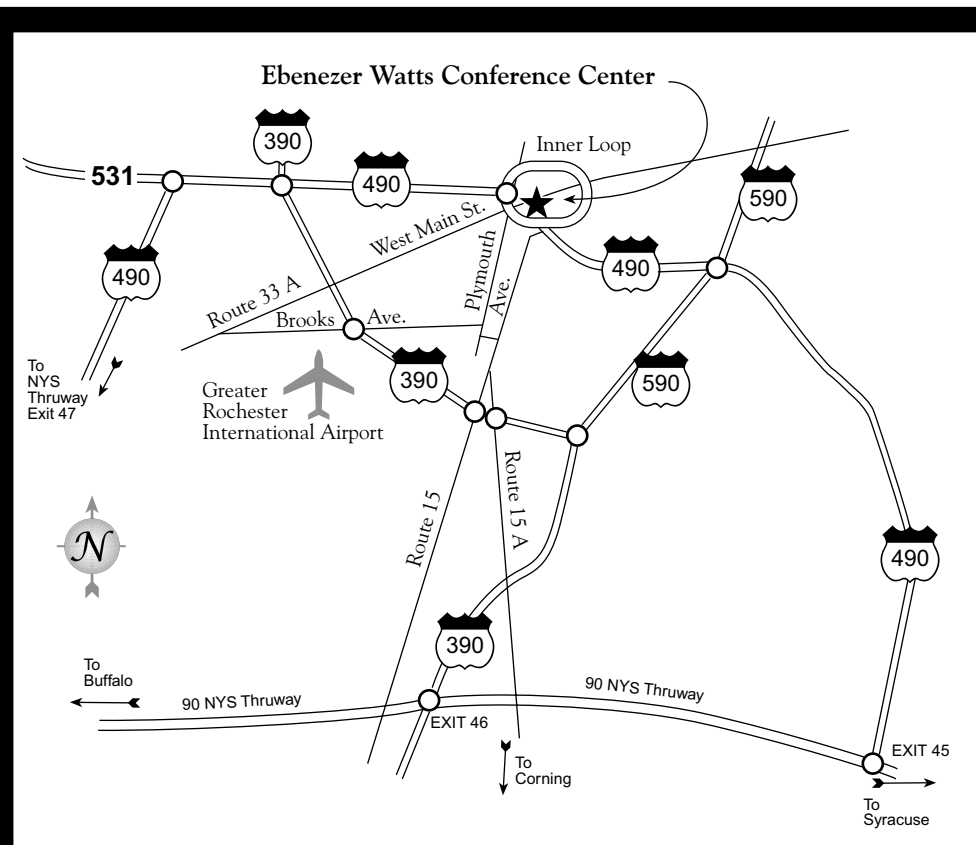 Ebenezer Watts Conference Center
390
Inner Loop
531
490
590
West Main St.
490
490
Plymouth
Ave.
Route 33 A
Brooks Ave.
To
NYS
Thruway
Exit 47
390
590
Greater
Rochester
International Airport
Route 15
Route 15 A
N
490
390
To
Buffalo
90 NYS Thruway
90 NYS Thruway
EXIT 46
EXIT 45
To
Corning
To
Syracuse